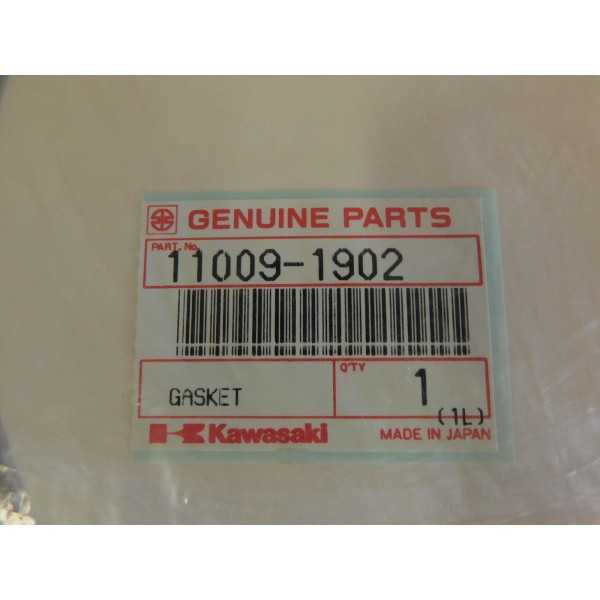 GENUINE PARTS
PART. No.
11009-1902
GASKET
Q'TY
1
(1L)
Kawasaki
MADE IN JAPAN